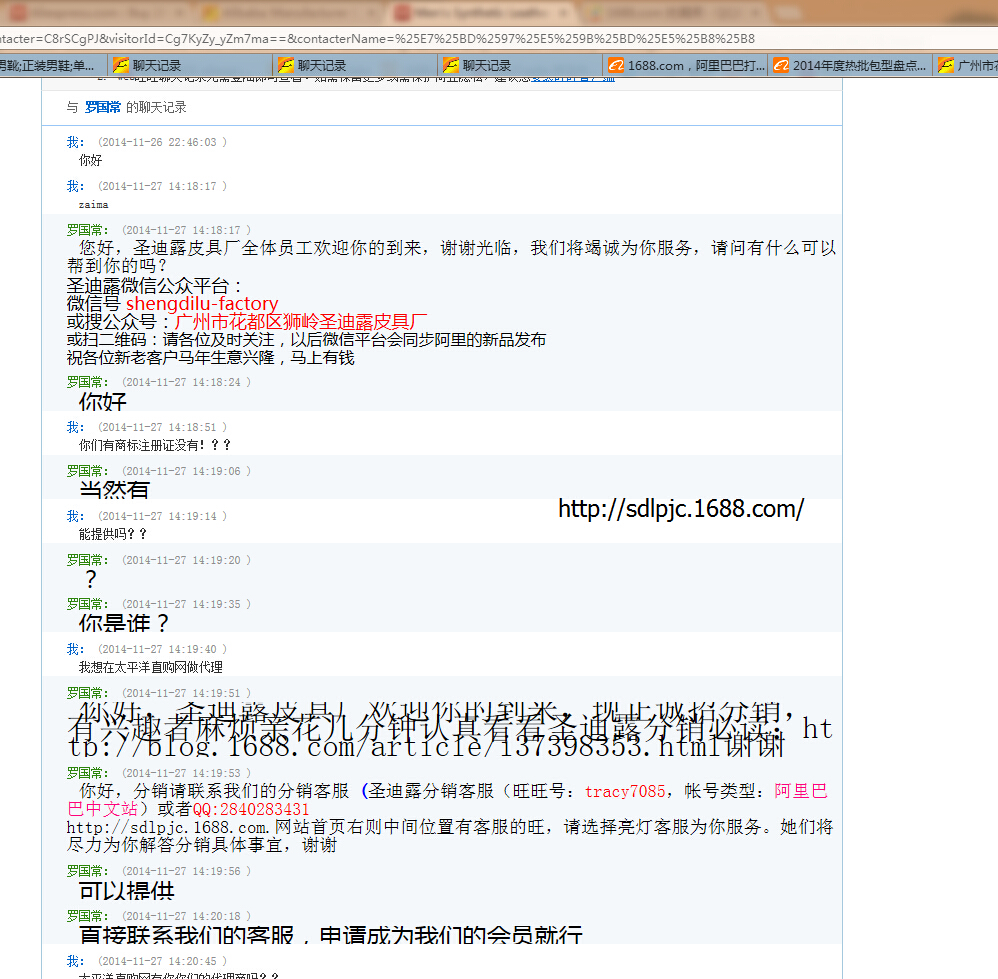 ntacter=C8rSCgPJ&visitorId=Cg7KyZy_yZm7ma==&contacterName=%25E7%25BD%2597%25E5%259B%25BD%25E5%25B8%25B8
男靴;正装男鞋;单... 聊天记录 聊天记录 聊天记录 1688.com，阿里巴巴打... 2014年度热批包型盘点... 广州市花
与 罗国常 的聊天记录
我： （2014-11-26 22:46:03 ）
你好
我： （2014-11-27 14:18:17 ）
zaima
罗国常： （2014-11-27 14:18:17 ）
您好，圣迪露皮具厂全体员工欢迎你的到来，谢谢光临，我们将竭诚为你服务，请问有什么可以
帮到你的吗？
圣迪露微信公众平台：
微信号 shengdilu-factory
或搜公众号：广州市花都区狮岭圣迪露皮具厂
或扫二维码：请各位及时关注，以后微信平台会同步阿里的新品发布
祝各位新老客户马年生意兴隆，马上有钱
罗国常： （2014-11-27 14:18:24 ）
你好
我： （2014-11-27 14:18:51 ）
你们有商标注册证没有！？？
罗国常： （2014-11-27 14:19:06 ）
当然有
http://sdlpjc.1688.com/
我： （2014-11-27 14:19:14 ）
能提供吗？？
罗国常： （2014-11-27 14:19:20 ）
？
罗国常： （2014-11-27 14:19:35 ）
你是谁？
我： （2014-11-27 14:19:40 ）
我想在太平洋直购网做代理
罗国常： （2014-11-27 14:19:51 ）
你好，圣迪露皮具厂欢迎你的到来，现正诚招分销，
有兴趣者麻烦亲花几分钟认真看看圣迪露分销必读：ht
tp://blog.1688.com/article/i37398353.html谢谢
罗国常： （2014-11-27 14:19:53 ）
你好，分销请联系我们的分销客服（圣迪露分销客服（旺旺号：tracy7085，帐号类型：阿里巴
巴中文站）或者QQ:2840283431
http://sdlpjc.1688.com.网站首页右则中间位置有客服的旺，请选择亮灯客服为你服务。她们将
尽力为你解答分销具体事宜，谢谢
罗国常： （2014-11-27 14:19:56 ）
可以提供
罗国常： （2014-11-27 14:20:18 ）
直接联系我们的客服，申请成为我们的会员就行
我： （2014-11-27 14:20:45 ）
太平洋直购网有你们的代理商吗？？